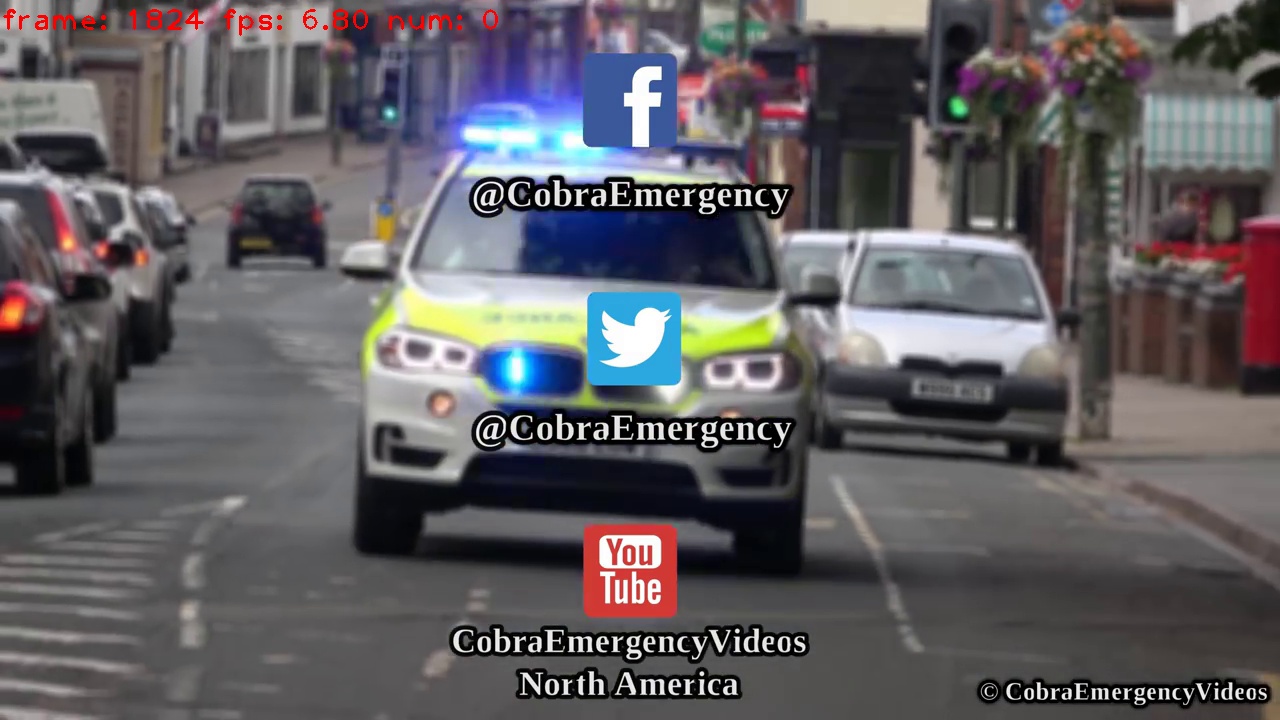 frame: 1824 fps: 6.80 num: 0
f
@CobraEmergency
@CobraEmergency
You
Tube
CobraEmergencyVideos
North America
© CobraEmergencyVideos